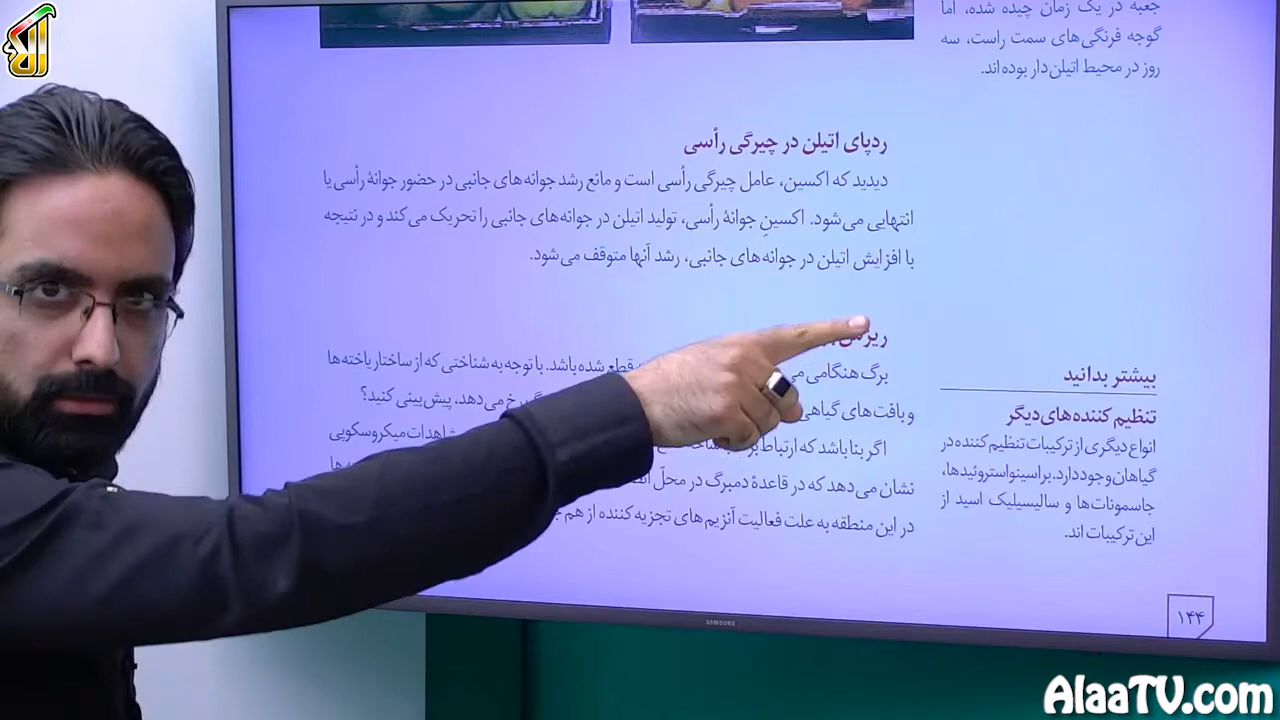 جعبه در یک زمان چیده شده، اما
گوجه فرنگی‌های سمت راست، سه
روز در محیط اتیلن‌دار بوده‌اند.
ردپای اتیلن در چیرگی رأسی
دیدید که اکسین، عامل چیرگی رأسی است و مانع رشد جوانه‌های جانبی در حضور جوانهٔ رأسی یا
انتهایی می‌شود. اکسینِ جوانهٔ رأسی، تولید اتیلن در جوانه‌های جانبی را تحریک می‌کند و در نتیجه
با افزایش اتیلن در جوانه‌های جانبی، رشد آنها متوقف می‌شود.
برگ هنگامی قطع شده باشد. با توجه به شناختی که از ساختار یاخته‌ها
و بافت‌های گیاهی رخ می‌دهد، پیش‌بینی کنید؟
اگر بنا باشد که ارتباط مشاهدات میکروسکوپی
نشان می‌دهد که در قاعدهٔ دمبرگ در محلّ
در این منطقه به علت فعالیت آنزیم‌های تجزیه کننده از هم
بیشتر بدانید
تنظیم کننده‌های دیگر
انواع دیگری از ترکیبات تنظیم کننده در
گیاهان وجود دارد. براسینواستروئیدها،
جاسمونات‌ها و سالیسیلیک اسید از
این ترکیبات اند.
۱۴۴
SAMSUNG
AlaaTV.com